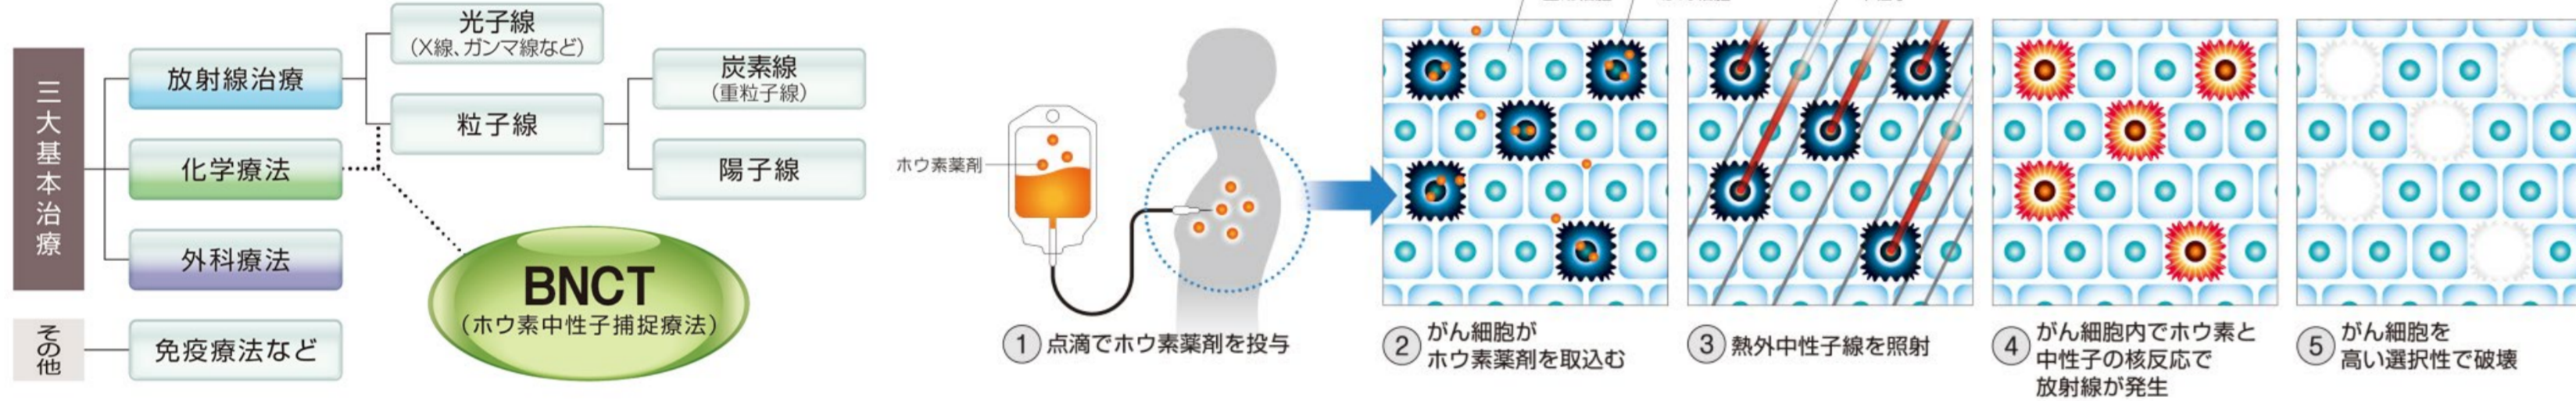 三大基本治療
放射線治療
化学療法
外科療法
その他
免疫療法など
光子線
(X線、ガンマ線など)
粒子線
炭素線
(重粒子線)
陽子線
BNCT
(ホウ素中性子捕捉療法)
ホウ素薬剤
① 点滴でホウ素薬剤を投与
② がん細胞が
ホウ素薬剤を取込む
③ 熱外中性子線を照射
④ がん細胞内でホウ素と
中性子の核反応で
放射線が発生
⑤ がん細胞を
高い選択性で破壊